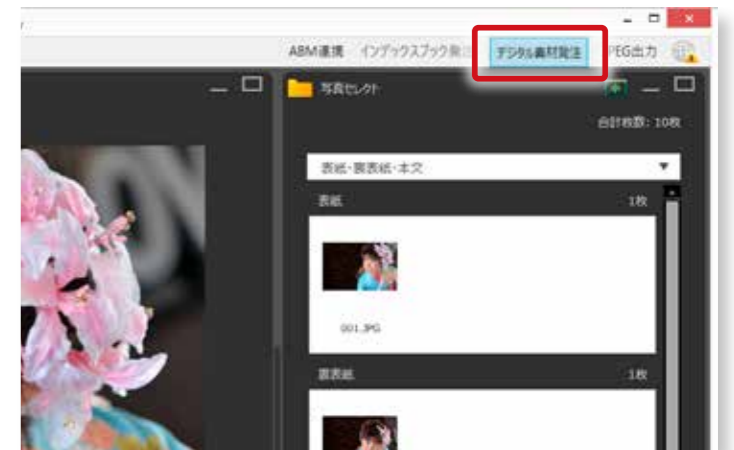 ABM連携 インデックスブック発注 デジタル素材発注 JPEG出力
写真セレクト
合計枚数: 10枚
表紙・裏表紙・本文
表紙 1枚
001.JPG
裏表紙 1枚